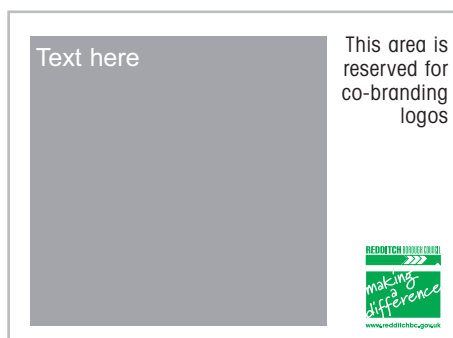 Text here
This area is
reserved for
co-branding
logos
REDDITCH BOROUGH COUNCIL
making
a
difference
www.redditchbc.gov.uk